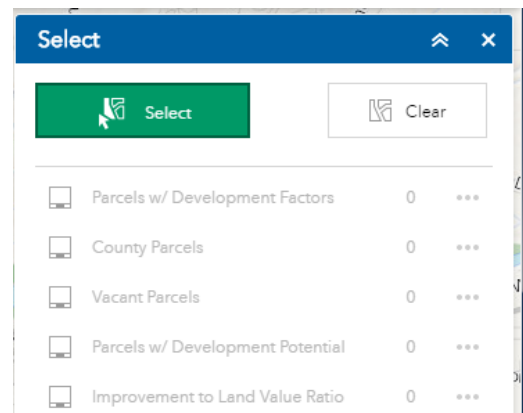 Select
Select Clear
Parcels w/ Development Factors 0
County Parcels 0
Vacant Parcels 0
Parcels w/ Development Potential 0
Improvement to Land Value Ratio 0